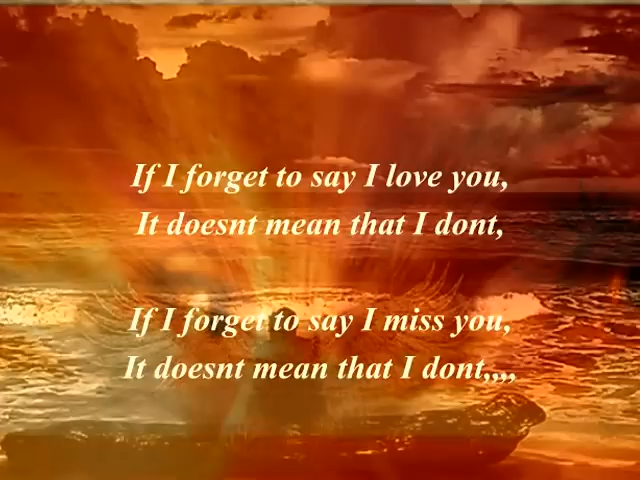 If I forget to say I love you,
It doesnt mean that I dont,
If I forget to say I miss you,
It doesnt mean that I dont,,,,